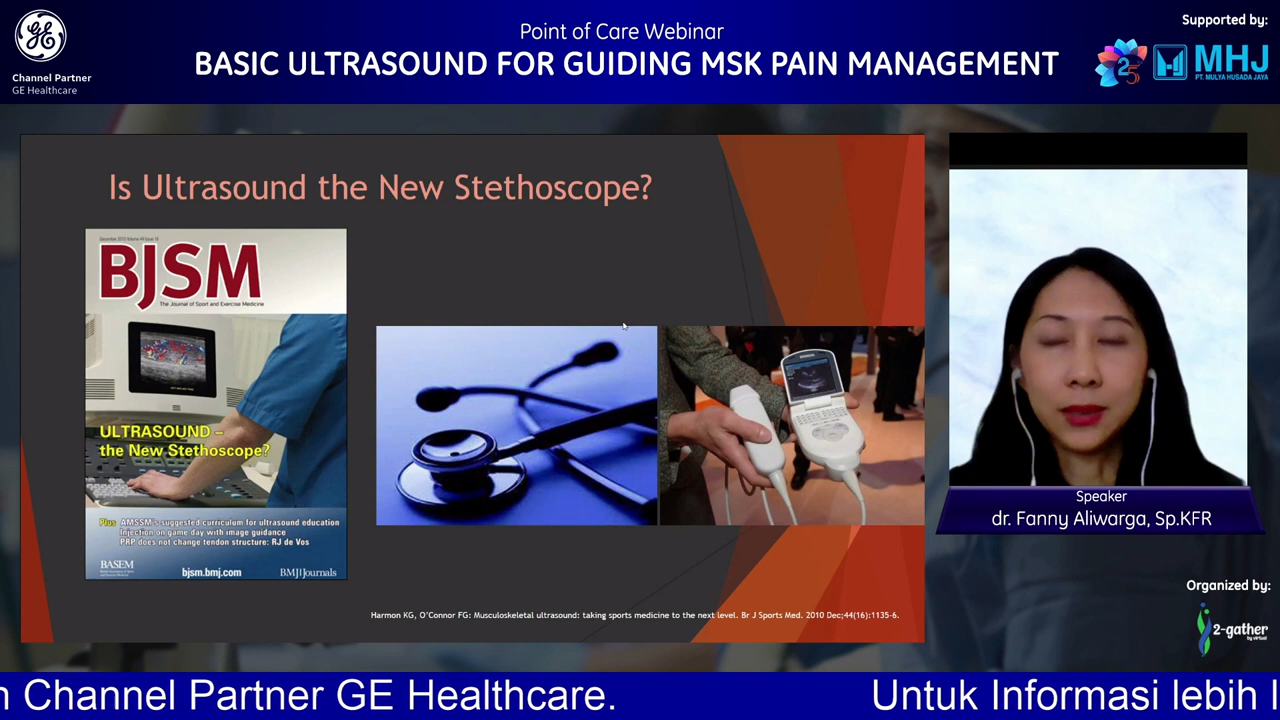 Point of Care Webinar
BASIC ULTRASOUND FOR GUIDING MSK PAIN MANAGEMENT
GE
Channel Partner
GE Healthcare
Supported by:
25
MHJ
PT. MULYA HUSADA JAYA
Is Ultrasound the New Stethoscope?
BJSM
The Journal of Sport and Exercise Medicine
ULTRASOUND –
the New Stethoscope?
Plus AMSSM's suggested curriculum for ultrasound education
Injection on game day with image guidance
PRP does not change tendon structure: RJ de Vos
BASEM
bjsm.bmj.com
BMJ Journals
Harmon KG, O'Connor FG: Musculoskeletal ultrasound: taking sports medicine to the next level. Br J Sports Med. 2010 Dec;44(16):1135-6.
Speaker
dr. Fanny Aliwarga, Sp.KFR
Organized by:
2-gather
by virtual
Channel Partner GE Healthcare. Untuk Informasi lebih